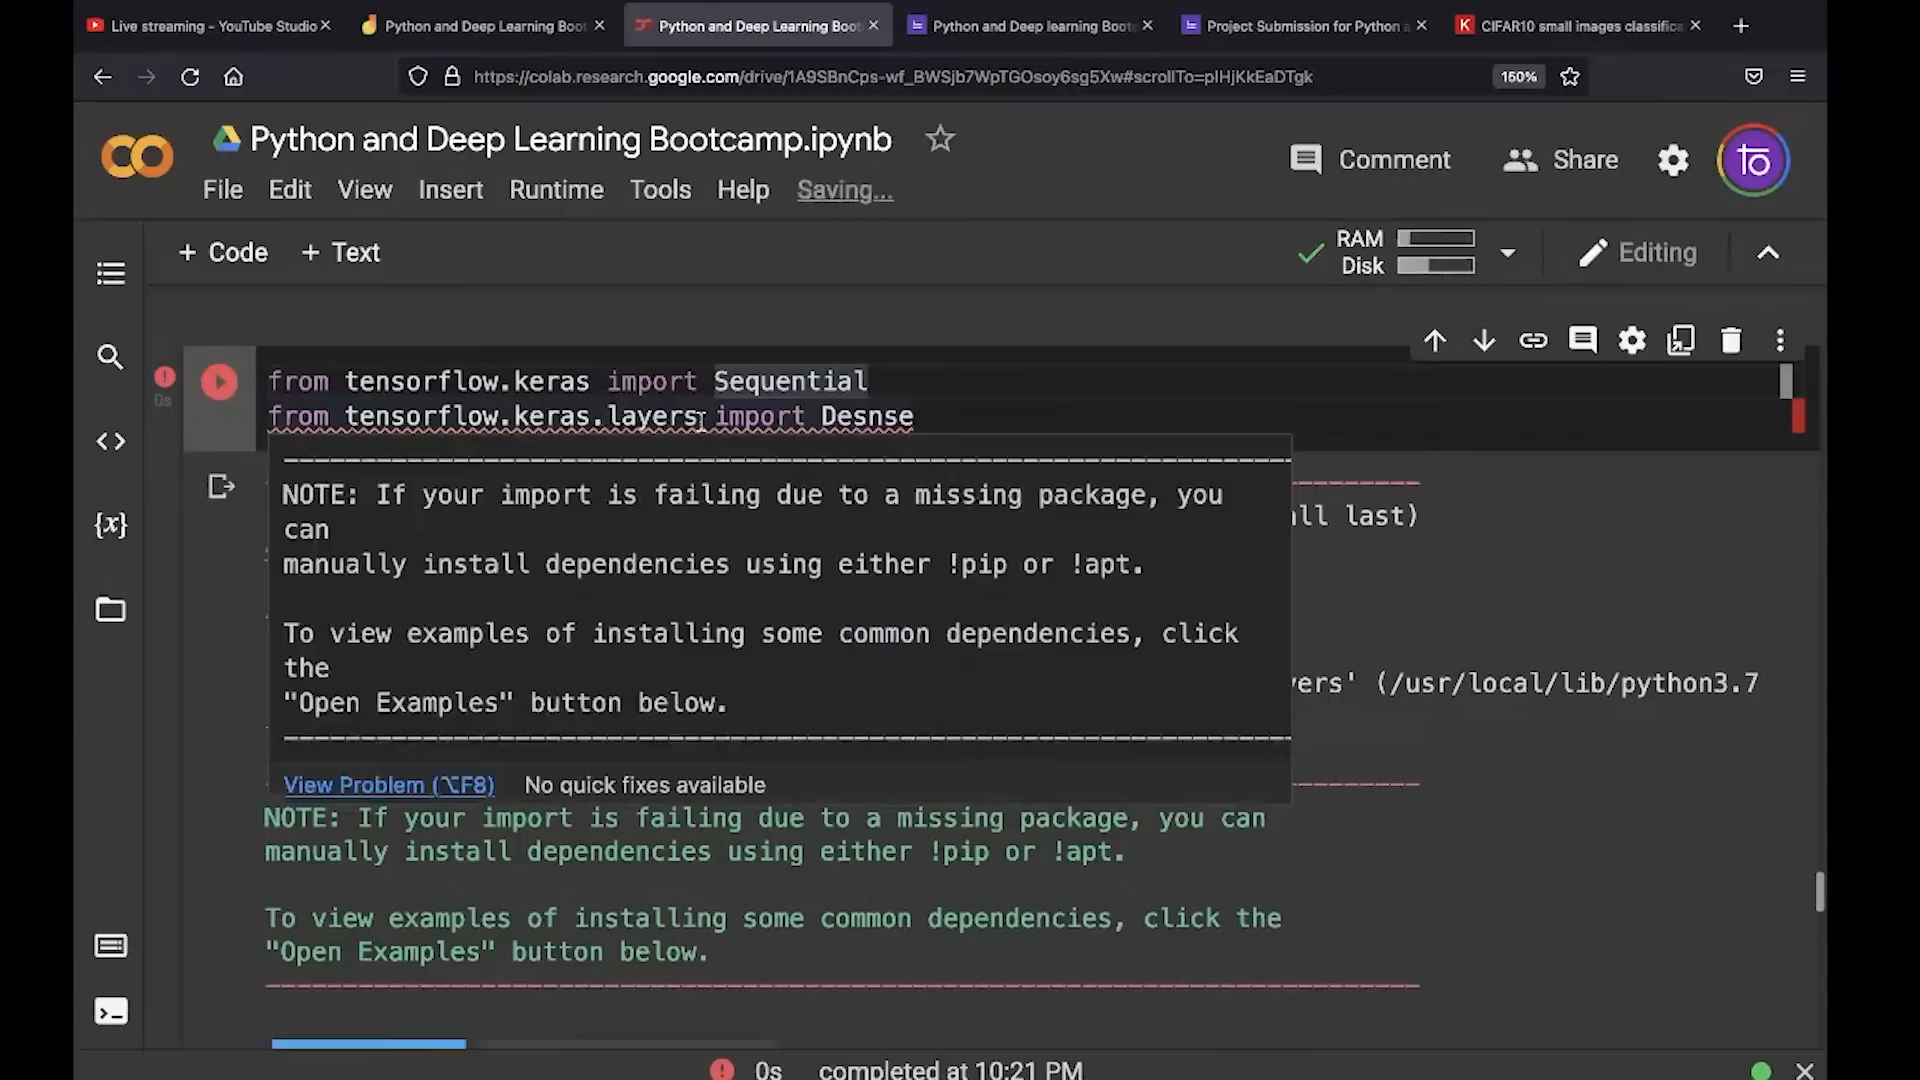 Live streaming - YouTube Studio
Python and Deep Learning Boot
Python and Deep Learning Boo
Python and Deep learning Boot
Project Submission for Python a
CIFAR10 small images classifica
https://colab.research.google.com/drive/1A9SBnCps-wf_BWSjb7WpTGOsoy6sg5Xw#scrollTo=pIHjKkEaDTgk
150%
Python and Deep Learning Bootcamp.ipynb
Comment
Share
to
File Edit View Insert Runtime Tools Help Saving...
+ Code + Text
RAM
Disk
Editing
from tensorflow.keras import Sequential
0s
from tensorflow.keras.layers import Desnse
NOTE: If your import is failing due to a missing package, you
can
manually install dependencies using either !pip or !apt.
To view examples of installing some common dependencies, click
the
"Open Examples" button below.
View Problem (⌥F8) No quick fixes available
all last)
yers' (/usr/local/lib/python3.7
NOTE: If your import is failing due to a missing package, you can
manually install dependencies using either !pip or !apt.
To view examples of installing some common dependencies, click the
"Open Examples" button below.
0s completed at 10:21 PM